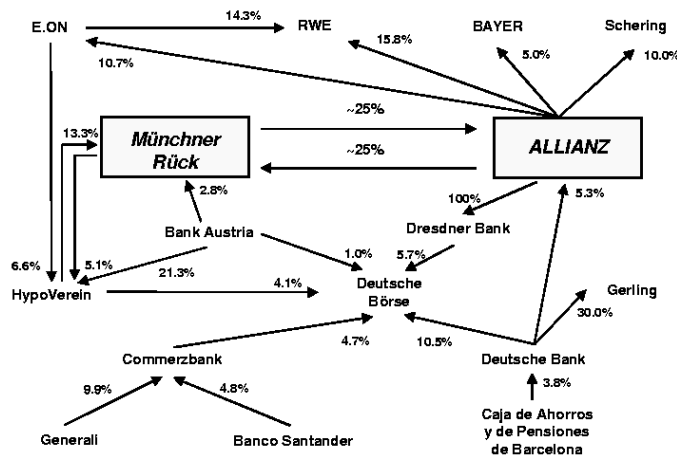 14.3%
E.ON
RWE
BAYER
Schering
15.8%
5.0%
10.0%
10.7%
~25%
13.3%
Münchner
Rück
ALLIANZ
~25%
2.8%
100%
5.3%
Bank Austria
Dresdner Bank
1.0%
5.7%
6.6%
5.1%
21.3%
4.1%
HypoVerein
Deutsche
Börse
Gerling
30.0%
4.7%
10.5%
Commerzbank
Deutsche Bank
9.9%
4.8%
3.8%
Generali
Banco Santander
Caja de Ahorros
y de Pensiones
de Barcelona